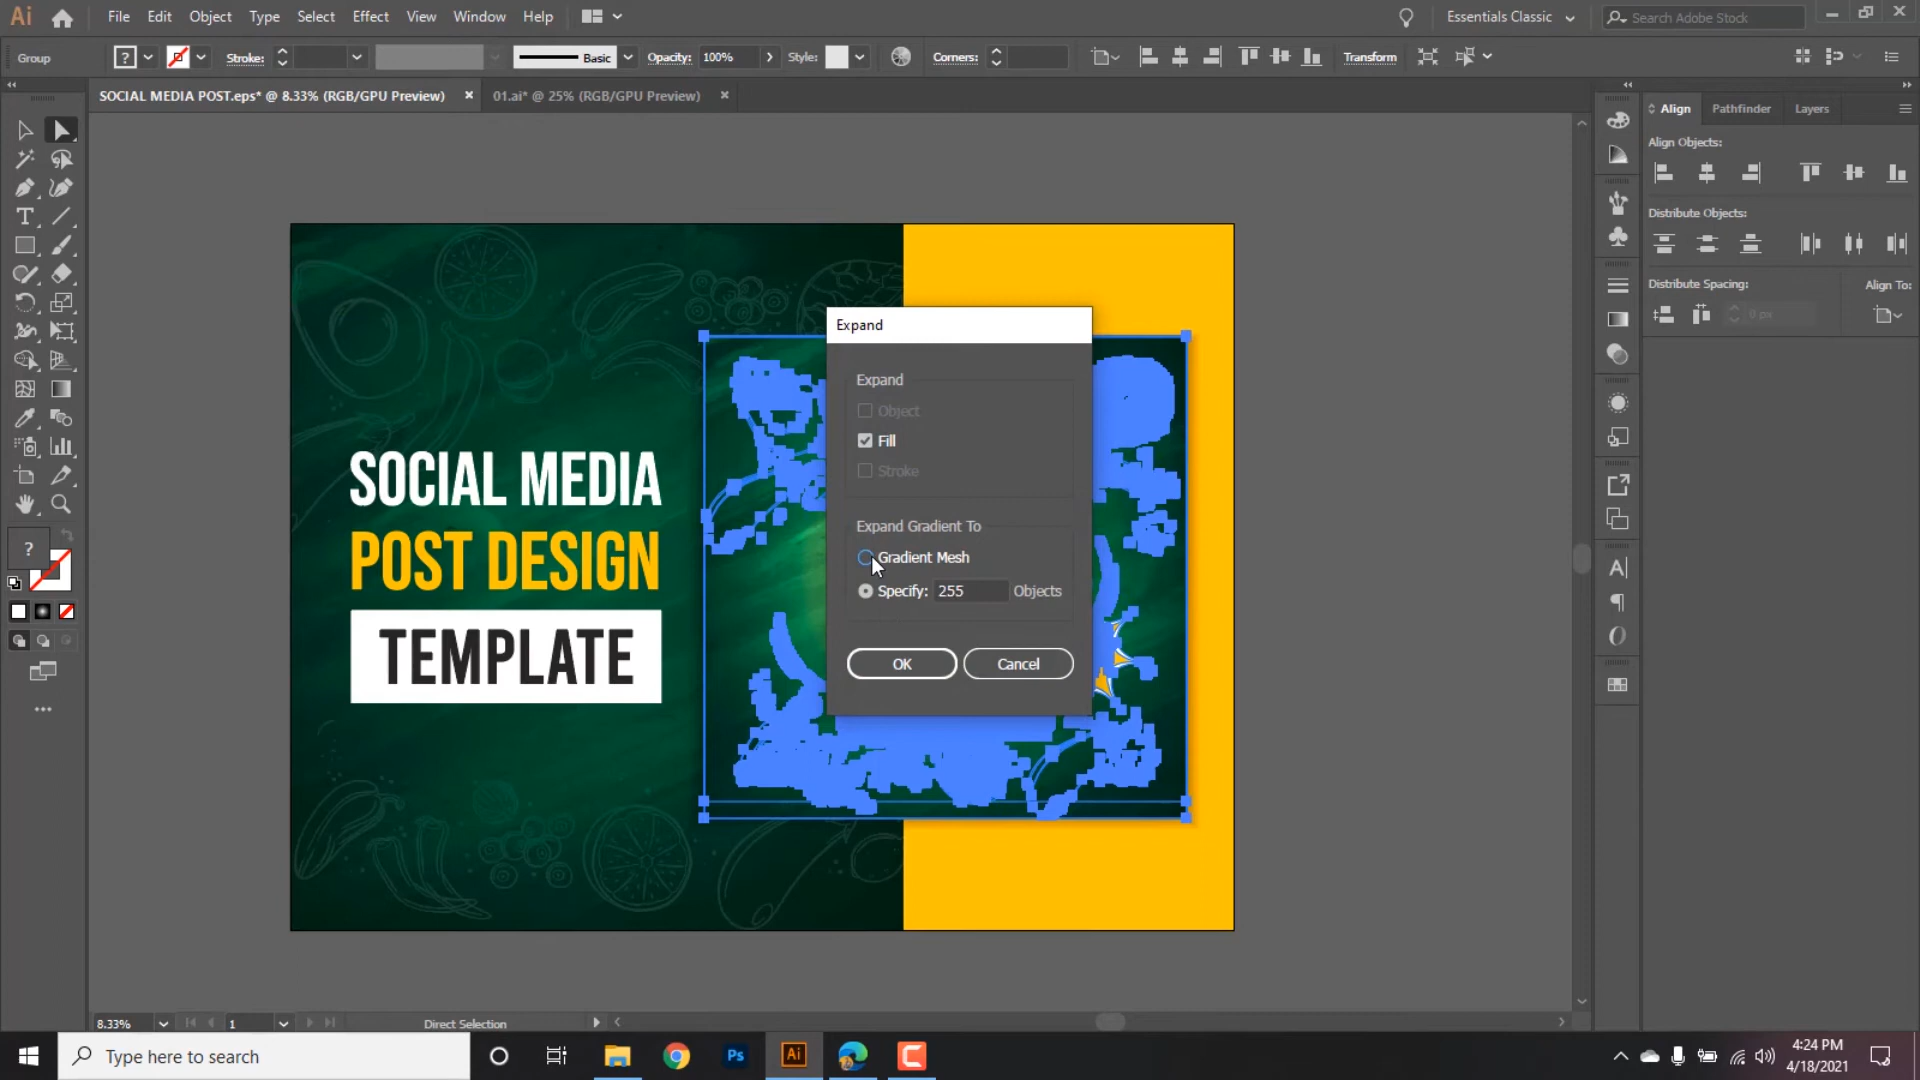 Ai
File Edit Object Type Select Effect View Window Help
Essentials Classic
Search Adobe Stock
Group
?
Stroke:
Basic
Opacity: 100%
Style:
Corners:
Transform
SOCIAL MEDIA POST.eps* @ 8.33% (RGB/GPU Preview) ×
01.ai* @ 25% (RGB/GPU Preview) ×
Align Pathfinder Layers
Align Objects:
Distribute Objects:
Distribute Spacing: Align To:
0 px
SOCIAL MEDIA
POST DESIGN
TEMPLATE
Expand
Expand
Object
Fill
Stroke
Expand Gradient To
Gradient Mesh
Specify: 255 Objects
OK Cancel
?
8.33%
1
Direct Selection
Type here to search
Ps
Ai
4:24 PM
4/18/2021